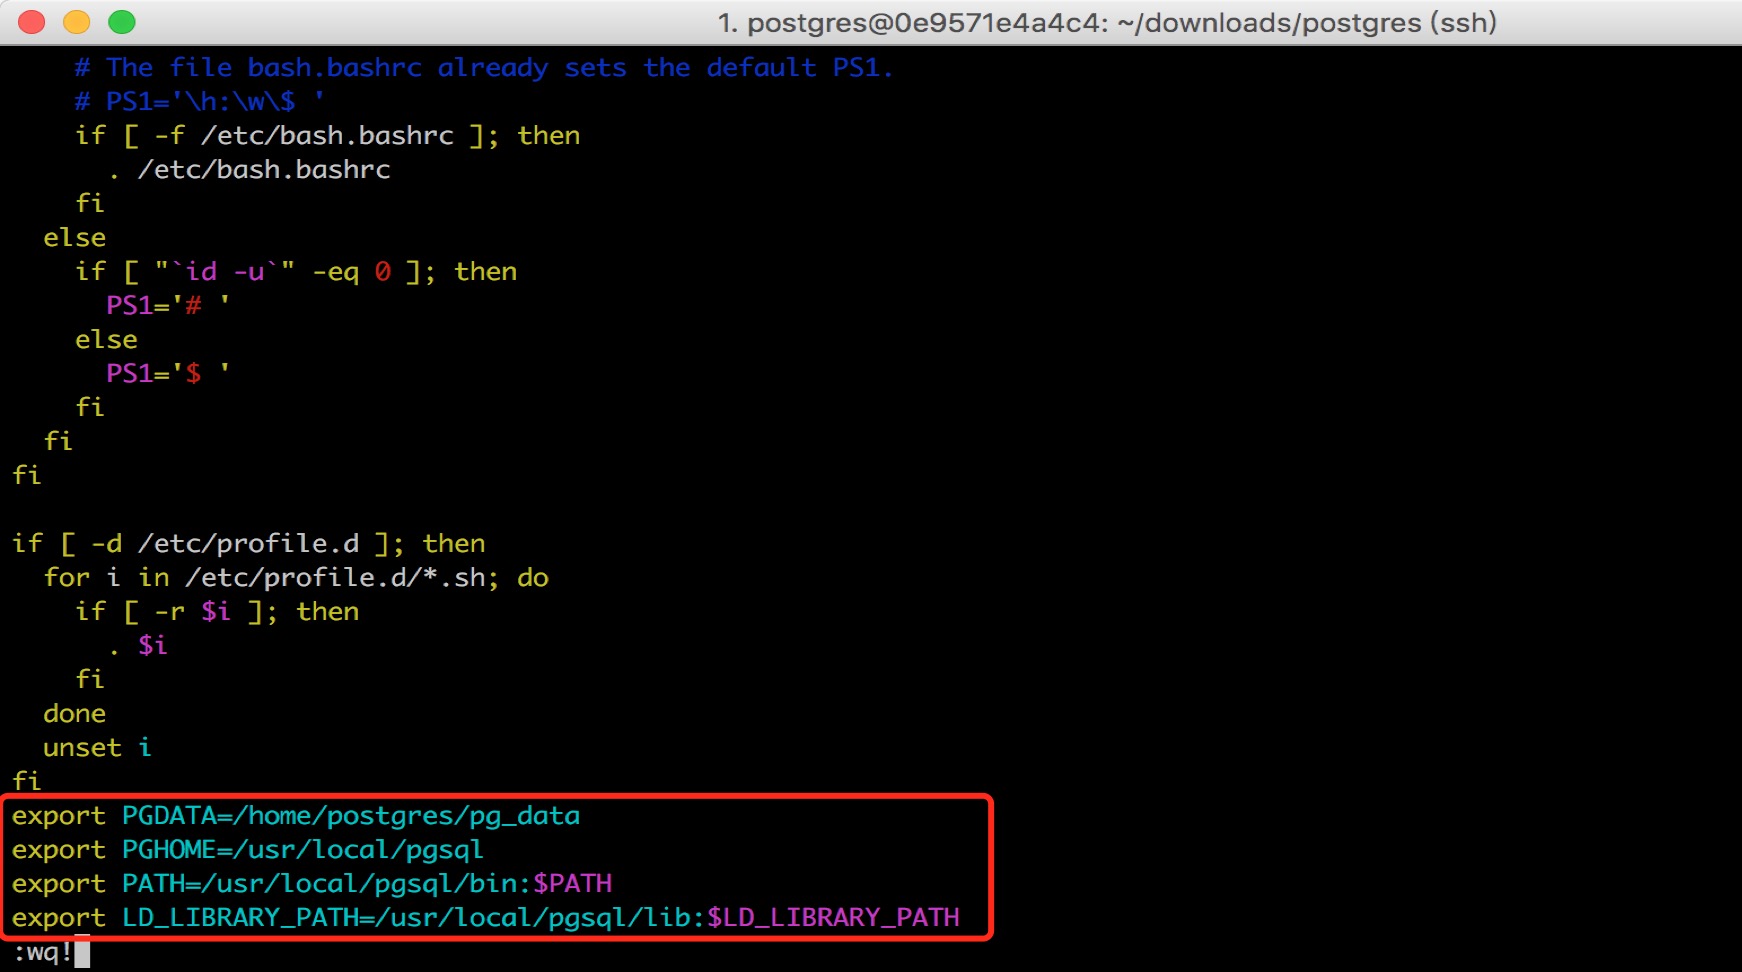 1. postgres@0e9571e4a4c4: ~/downloads/postgres (ssh)
    # The file bash.bashrc already sets the default PS1.
    # PS1='\h:\w\$ '
    if [ -f /etc/bash.bashrc ]; then
      . /etc/bash.bashrc
    fi
  else
    if [ "`id -u`" -eq 0 ]; then
      PS1='# '
    else
      PS1='$ '
    fi
  fi
fi

if [ -d /etc/profile.d ]; then
  for i in /etc/profile.d/*.sh; do
    if [ -r $i ]; then
      . $i
    fi
  done
  unset i
fi
export PGDATA=/home/postgres/pg_data
export PGHOME=/usr/local/pgsql
export PATH=/usr/local/pgsql/bin:$PATH
export LD_LIBRARY_PATH=/usr/local/pgsql/lib:$LD_LIBRARY_PATH
:wq!